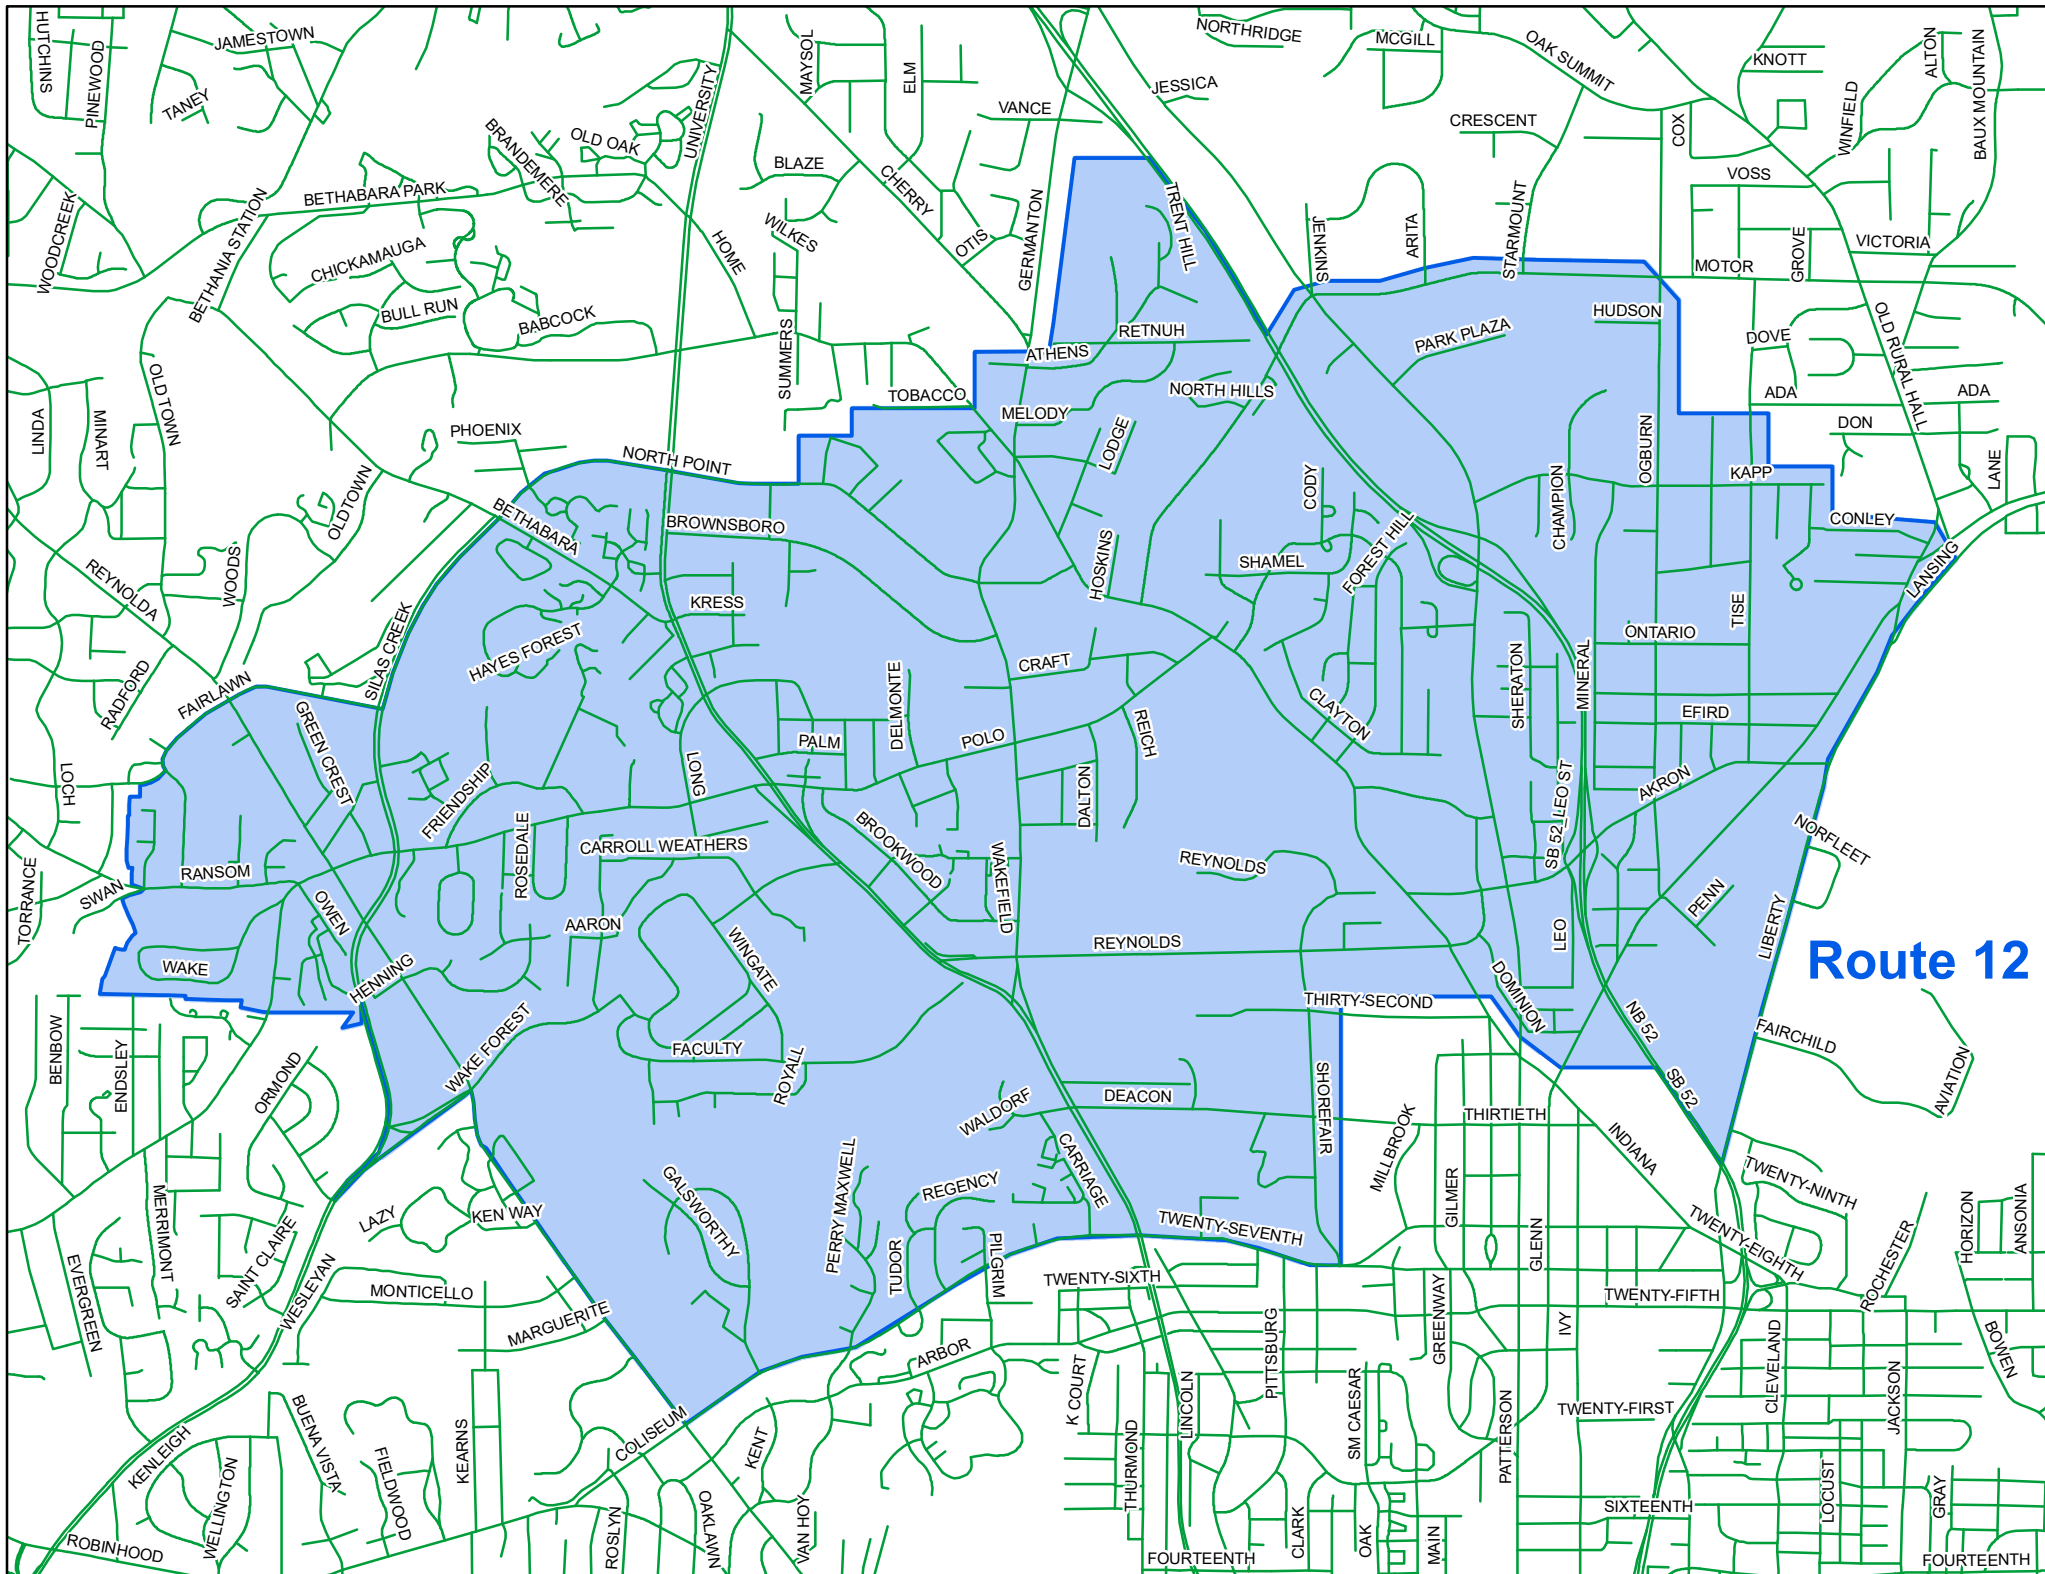 HUTCHINS
PINEWOOD
JAMESTOWN
TANEY
UNIVERSITY
MAYSOL
ELM
VANCE
NORTHRIDGE
JESSICA
MCGILL
OAK SUMMIT
CRESCENT
COX
KNOTT
WINFIELD
ALTON
BAUX MOUNTAIN
BRANDEMERE
OLD OAK
BLAZE
CHERRY
VOSS
WOODCREEK
BETHANIA STATION
BETHABARA PARK
CHICKAMAUGA
HOME
WILKES
OTIS
GERMANTON
TRENT HILL
JENKINS
ARITA
STARMOUNT
MOTOR
GROVE
VICTORIA
BULL RUN
BABCOCK
SUMMERS
ATHENS
RETNUH
PARK PLAZA
HUDSON
DOVE
OLD RURAL HALL
OLD TOWN
LINDA
MINART
PHOENIX
NORTH POINT
TOBACCO
MELODY
NORTH HILLS
LODGE
ADA
ADA
DON
LANE
OLDTOWN
BETHABARA
BROWNSBORO
HOSKINS
CODY
SHAMEL
FOREST HILL
CHAMPION
OGBURN
KAPP
CONLEY
LANSING
REYNOLDA
WOODS
KRESS
HAYES FOREST
SILAS CREEK
RADFORD
FAIRLAWN
CRAFT
ONTARIO
TISE
SHERATON
MINERAL
GREEN CREST
DELMONTE
PALM
POLO
REICH
CLAYTON
EFIRD
LOCH
FRIENDSHIP
LONG
DALTON
SB 52_LEO ST
AKRON
NORFLEET
ROSEDALE
CARROLL WEATHERS
BROOKWOOD
WAKEFIELD
REYNOLDS
TORRANCE
SWAN
RANSOM
OWEN
AARON
WINGATE
PENN
LEO
LIBERTY
REYNOLDS
Route 12
WAKE
HENNING
WAKE FOREST
THIRTY-SECOND
DOMINION
NB 52
FAIRCHILD
BENBOW
ENDSLEY
ORMOND
FACULTY
ROYALL
WALDORF
DEACON
SHOREFAIR
SB 52
AVIATION
MILLBROOK
THIRTIETH
INDIANA
CARRIAGE
MERRIMONT
GALSWORTHY
PERRY MAXWELL
REGENCY
GILMER
TWENTY-NINTH
LAZY
KEN WAY
TUDOR
PILGRIM
TWENTY-SEVENTH
GLENN
TWENTY-EIGHTH
ROCHESTER
HORIZON
ANSONIA
EVERGREEN
SAINT CLAIRE
WESLEYAN
MONTICELLO
MARGUERITE
TWENTY-SIXTH
TWENTY-FIFTH
ARBOR
K COURT
PITTSBURG
GREENWAY
IVY
CLEVELAND
BOWEN
BUENA VISTA
KEARNS
COLISEUM
KENT
LINCOLN
SM CAESAR
PATTERSON
TWENTY-FIRST
JACKSON
KENLEIGH
WELLINGTON
FIELDWOOD
THURMOND
OAKLAWN
ROSLYN
VAN HOY
SIXTEENTH
LOCUST
GRAY
ROBINHOOD
FOURTEENTH
CLARK
OAK
MAIN
FOURTEENTH